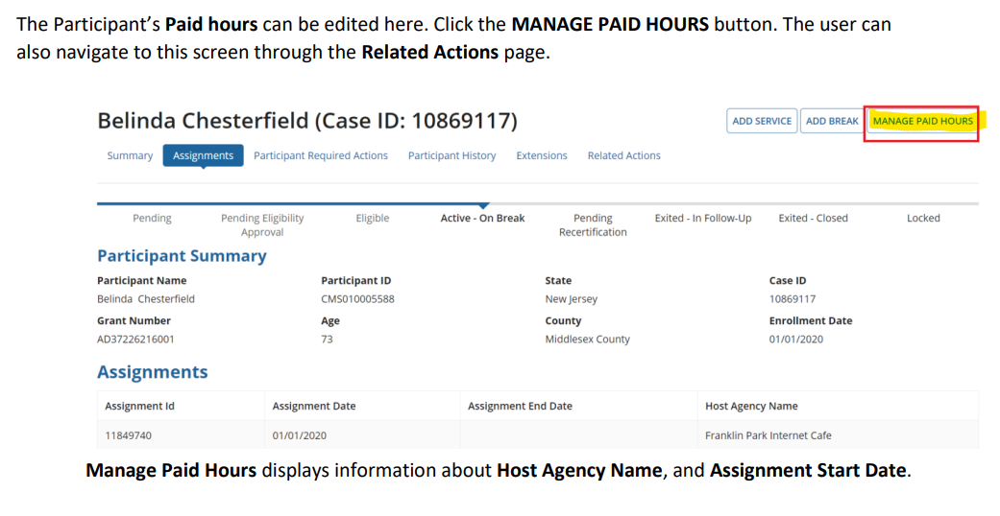 The Participant’s Paid hours can be edited here. Click the MANAGE PAID HOURS button. The user can
also navigate to this screen through the Related Actions page.
Belinda Chesterfield (Case ID: 10869117)
ADD SERVICE ADD BREAK MANAGE PAID HOURS
Summary Assignments Participant Required Actions Participant History Extensions Related Actions
Pending Pending Eligibility Eligible Active - On Break Pending Exited - In Follow-Up Exited - Closed Locked
Approval Recertification
Participant Summary
Participant Name Participant ID State Case ID
Belinda Chesterfield CMS010005588 New Jersey 10869117
Grant Number Age County Enrollment Date
AD37226216001 73 Middlesex County 01/01/2020
Assignments
Assignment Id Assignment Date Assignment End Date Host Agency Name
11849740 01/01/2020 Franklin Park Internet Cafe
Manage Paid Hours displays information about Host Agency Name, and Assignment Start Date.